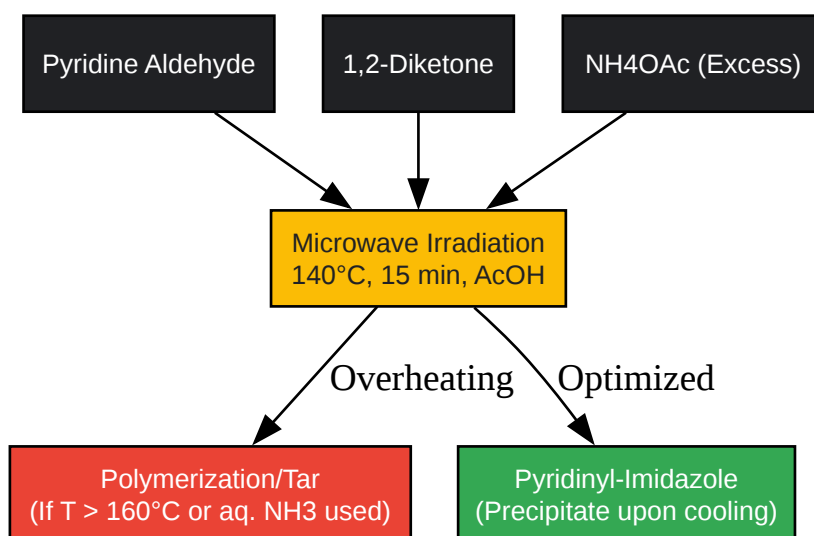 Pyridine Aldehyde
1,2-Diketone
NH4OAc (Excess)
Microwave Irradiation
140°C, 15 min, AcOH
Overheating
Optimized
Polymerization/Tar
(If T > 160°C or aq. NH3 used)
Pyridinyl-Imidazole
(Precipitate upon cooling)